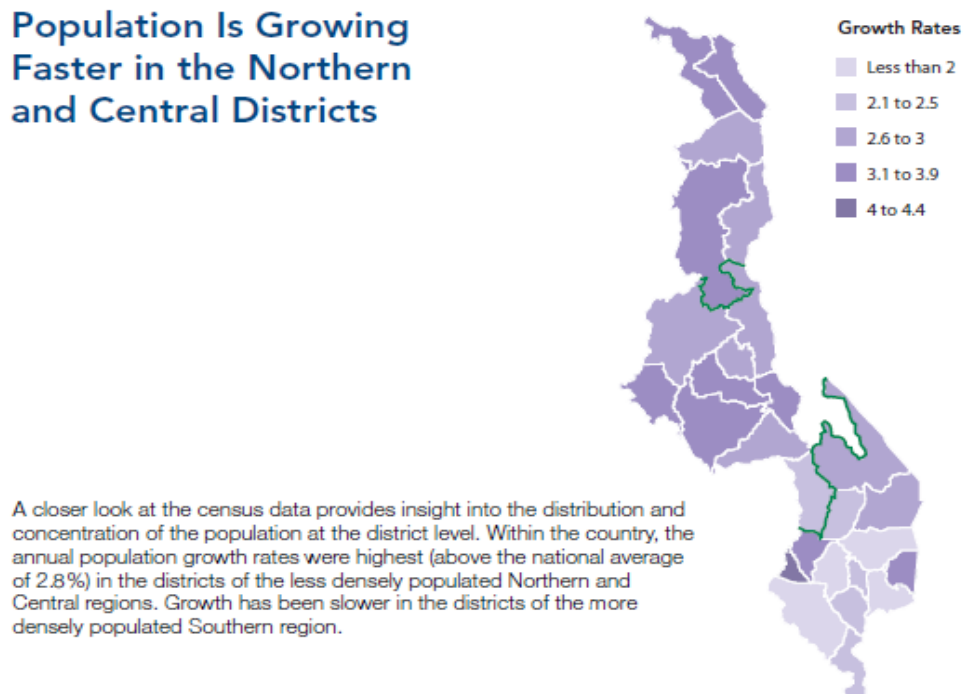 Population Is Growing
Faster in the Northern
and Central Districts
Growth Rates
Less than 2
2.1 to 2.5
2.6 to 3
3.1 to 3.9
4 to 4.4
A closer look at the census data provides insight into the distribution and
concentration of the population at the district level. Within the country, the
annual population growth rates were highest (above the national average
of 2.8%) in the districts of the less densely populated Northern and
Central regions. Growth has been slower in the districts of the more
densely populated Southern region.